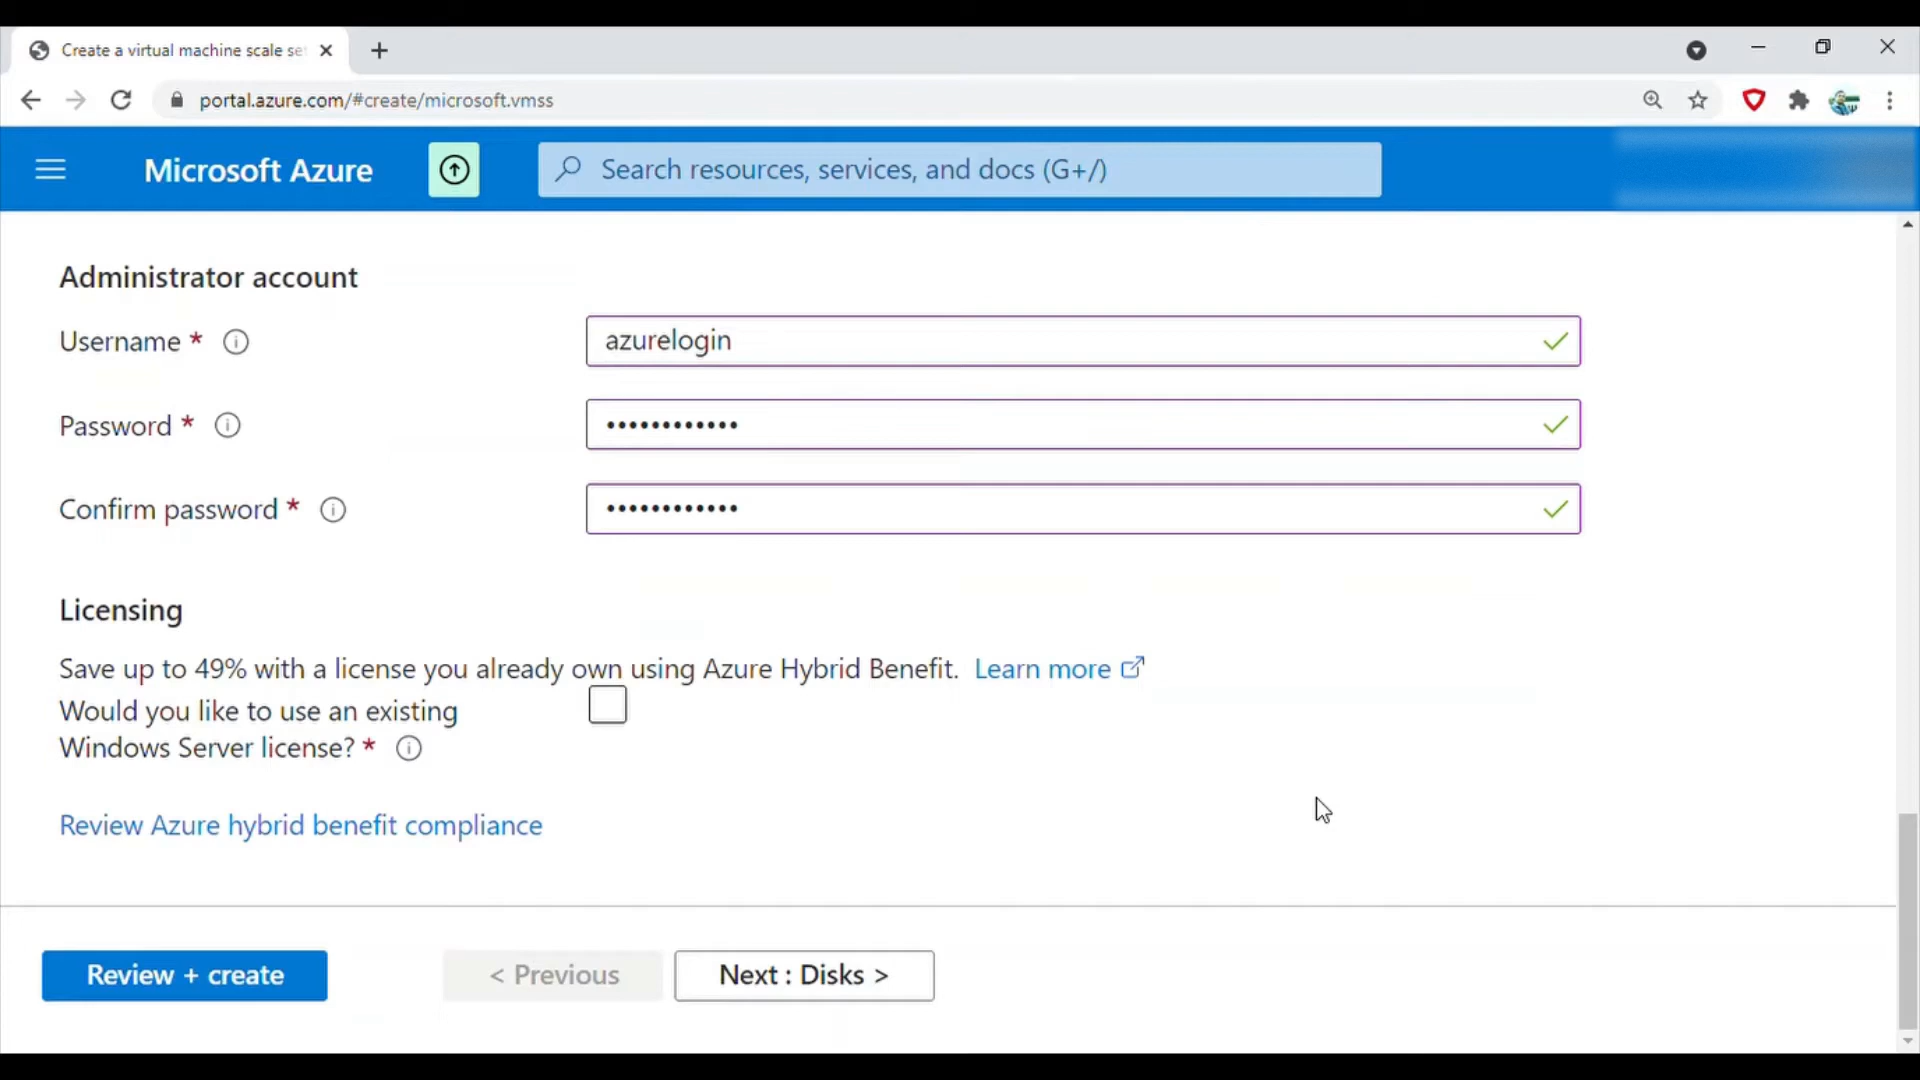 Create a virtual machine scale se
portal.azure.com/#create/microsoft.vmss
Microsoft Azure
Search resources, services, and docs (G+/)
Administrator account
Username *
azurelogin
Password *
••••••••••••
Confirm password *
••••••••••••
Licensing
Save up to 49% with a license you already own using Azure Hybrid Benefit. Learn more
Would you like to use an existing
Windows Server license? *
Review Azure hybrid benefit compliance
Review + create
< Previous
Next : Disks >